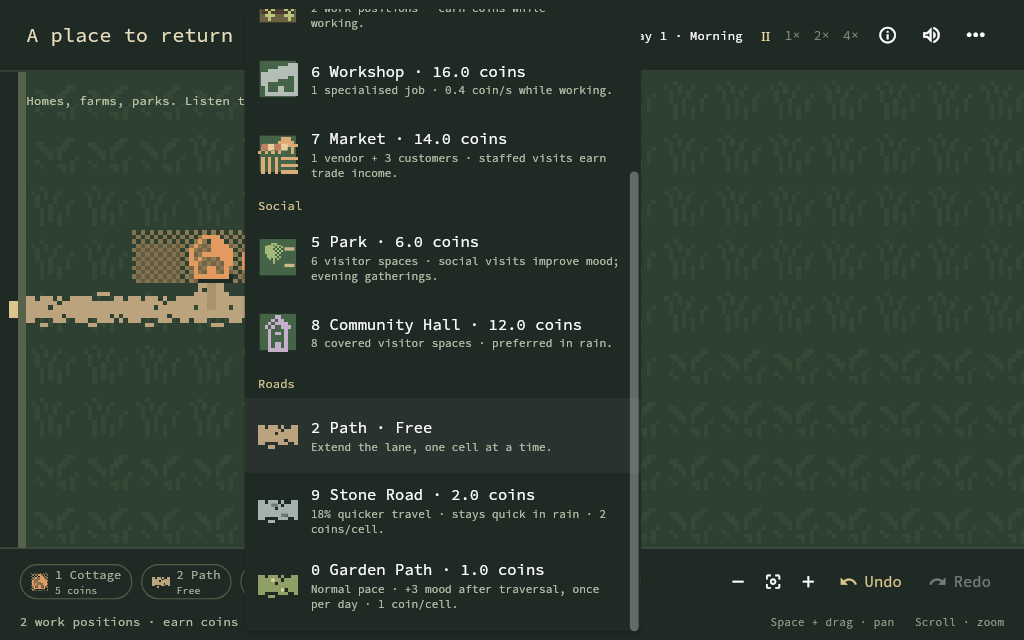 A place to return
ay 1 · Morning
II
1×
2×
4×
Homes, farms, parks. Listen t
working.
6 Workshop · 16.0 coins
1 specialised job · 0.4 coin/s while working.
7 Market · 14.0 coins
1 vendor + 3 customers · staffed visits earn
trade income.
Social
5 Park · 6.0 coins
6 visitor spaces · social visits improve mood;
evening gatherings.
8 Community Hall · 12.0 coins
8 covered visitor spaces · preferred in rain.
Roads
2 Path · Free
Extend the lane, one cell at a time.
9 Stone Road · 2.0 coins
18% quicker travel · stays quick in rain · 2
coins/cell.
0 Garden Path · 1.0 coins
Normal pace · +3 mood after traversal, once
per day · 1 coin/cell.
1 Cottage
5 coins
2 Path
Free
Undo
Redo
2 work positions · earn coins
Space + drag · pan
Scroll · zoom